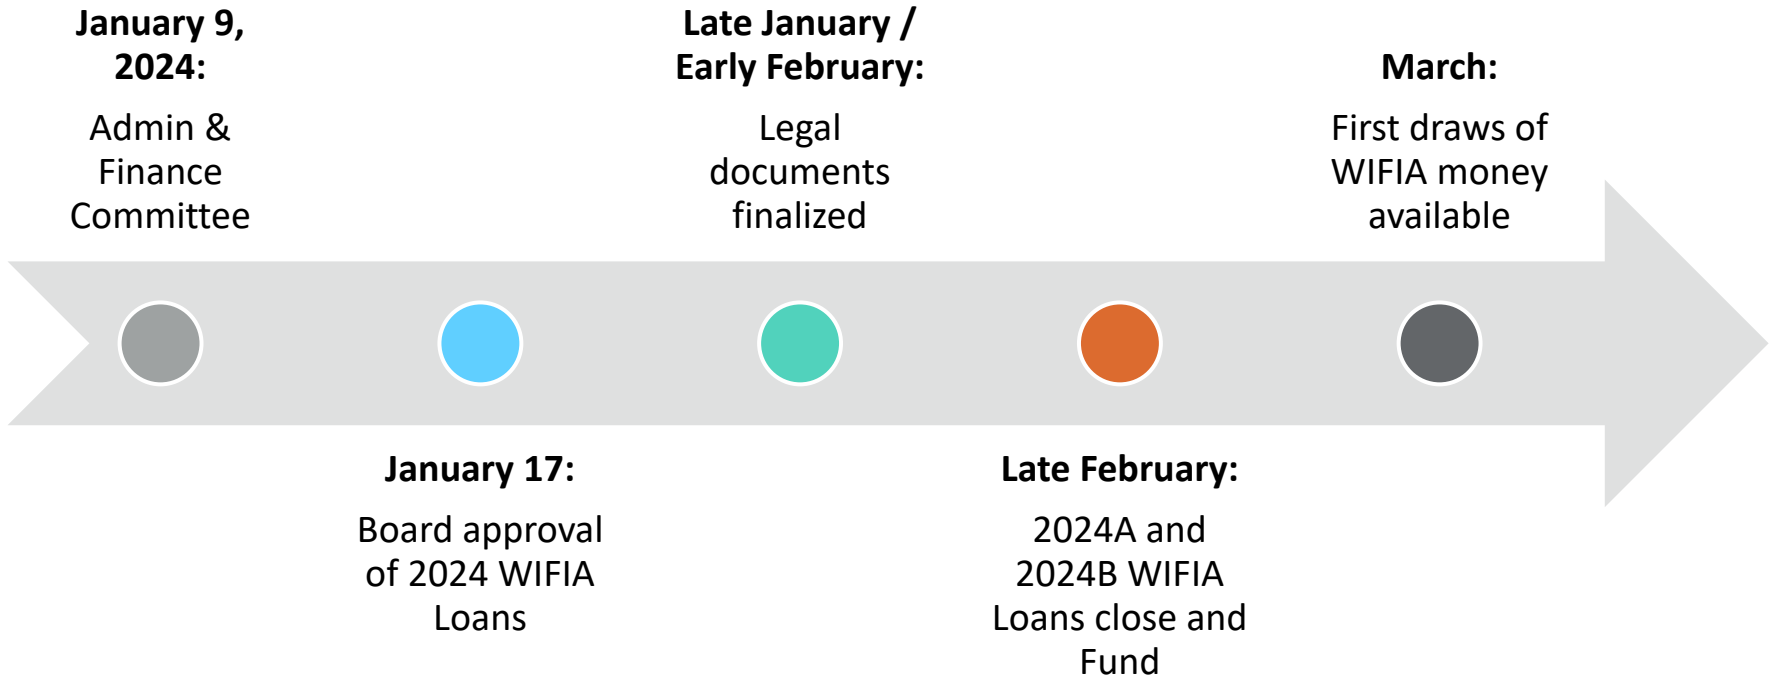 January 9,
2024:
Admin &
Finance
Committee
January 17:
Board approval
of 2024 WIFIA
Loans
Late January /
Early February:
Legal
documents
finalized
Late February:
2024A and
2024B WIFIA
Loans close and
Fund
March:
First draws of
WIFIA money
available